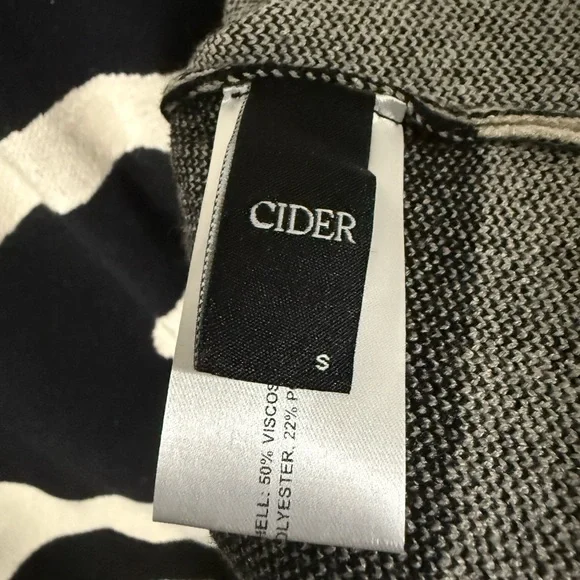 CIDER
S
HELL: 50% VISCOS
OLYESTER. 22% P